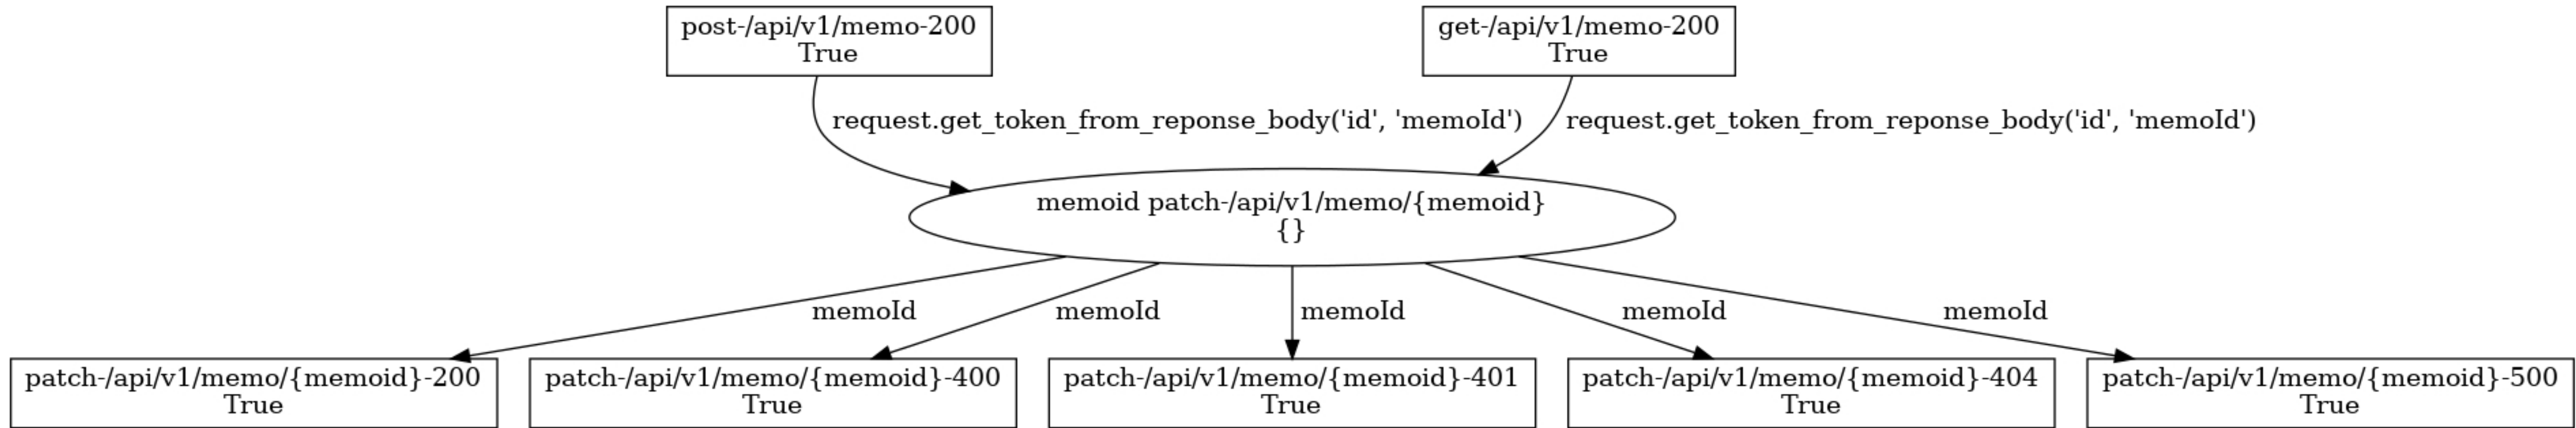 post-/api/v1/memo-200
True
get-/api/v1/memo-200
True
request.get_token_from_reponse_body('id', 'memoId')
request.get_token_from_reponse_body('id', 'memoId')
memoid patch-/api/v1/memo/{memoid}
{}
memoId
memoId
memoId
memoId
memoId
patch-/api/v1/memo/{memoid}-200
True
patch-/api/v1/memo/{memoid}-400
True
patch-/api/v1/memo/{memoid}-401
True
patch-/api/v1/memo/{memoid}-404
True
patch-/api/v1/memo/{memoid}-500
True